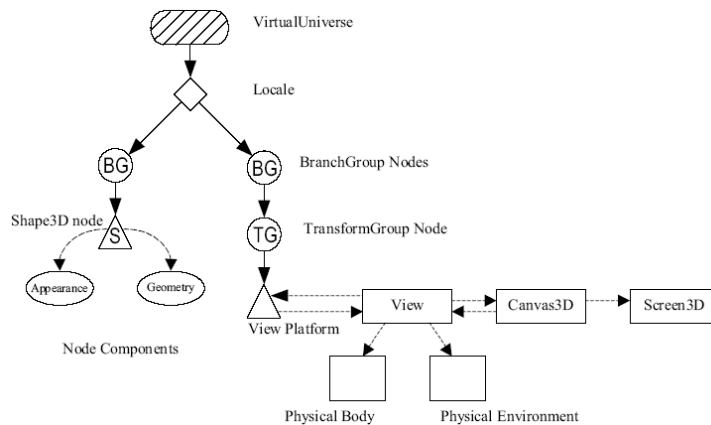 VirtualUniverse
Locale
BG
BG
BranchGroup Nodes
Shape3D node
S
TG
TransformGroup Node
Appearance
Geometry
View
Canvas3D
Screen3D
View Platform
Node Components
Physical Body
Physical Environment